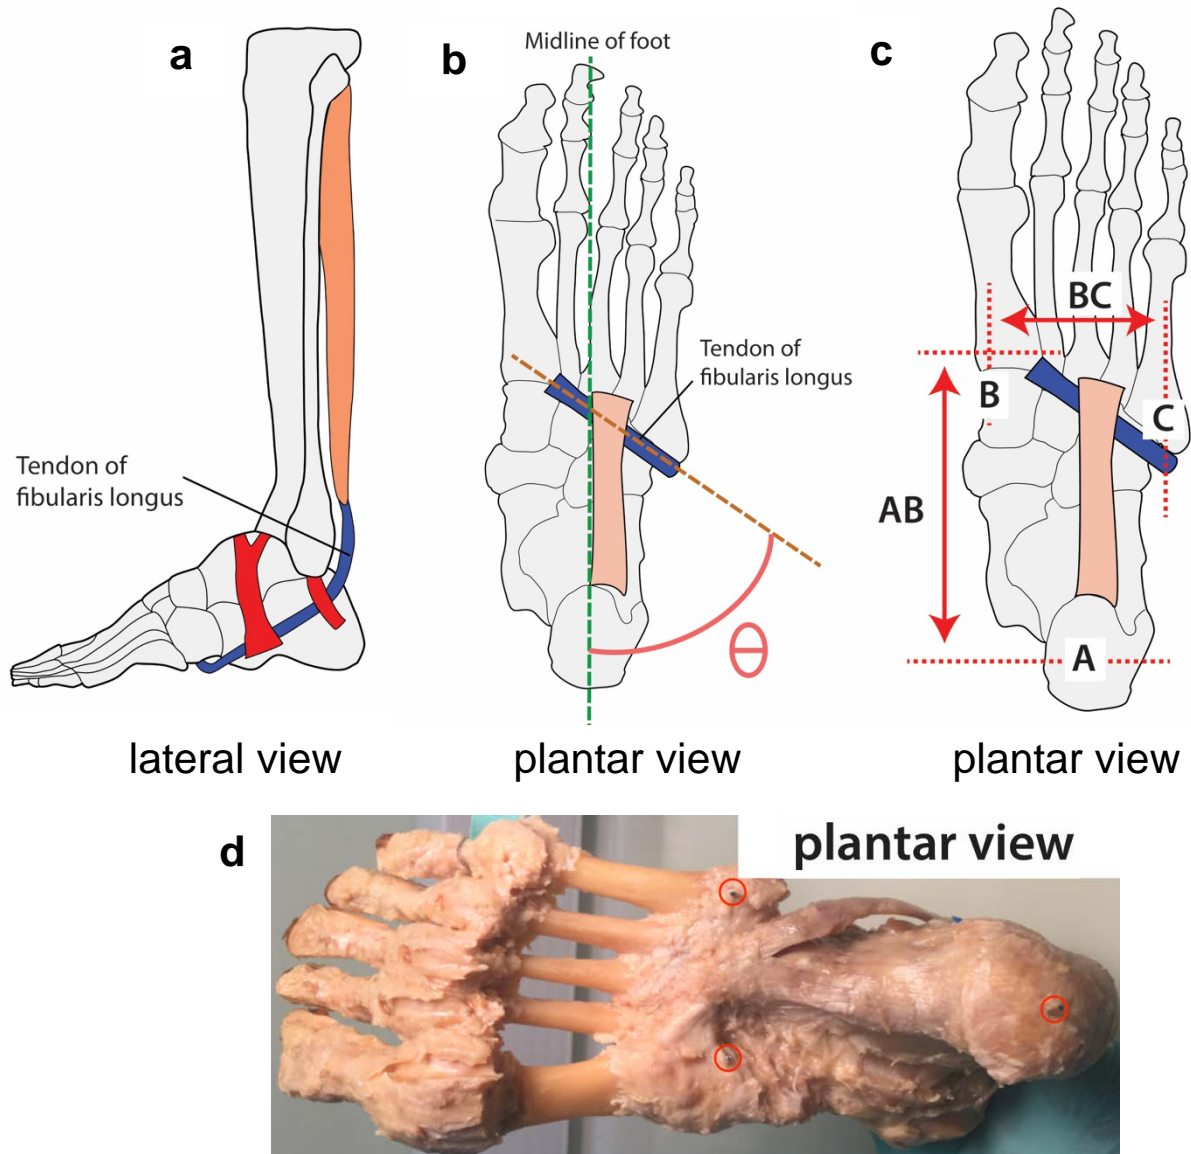 a
b
c
Midline of foot
Tendon of
fibularis longus
Tendon of
fibularis longus
θ
BC
B
C
AB
A
lateral view
plantar view
plantar view
d
plantar view